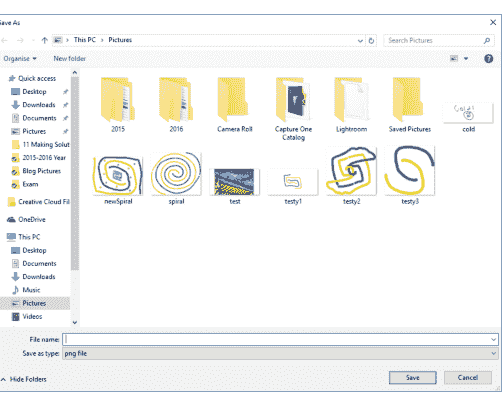 Save As
This PC > Pictures
Search Pictures
Organise
New folder
Quick access
Desktop
Downloads
Documents
Pictures
11 Making Solut
2015-2016 Year
Blog Pictures
Exam
Creative Cloud Fil
OneDrive
This PC
Desktop
Documents
Downloads
Music
Pictures
Videos
2015
2016
Camera Roll
Capture One
Catalog
Lightroom
Saved Pictures
Cold!
cold
newSpiral
spiral
test
testy1
testy2
testy3
File name:
Save as type: png file
Hide Folders
Save
Cancel